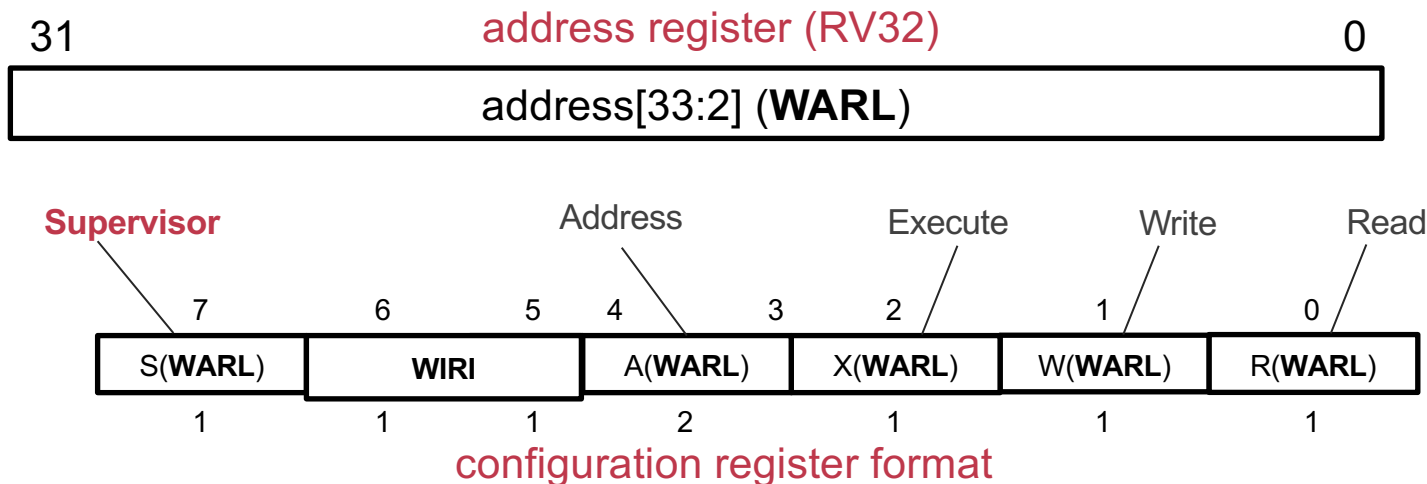 address register (RV32)
31 0
address[33:2] (WARL)
Supervisor Address Execute Write Read
7 6 5 4 3 2 1 0
S(WARL) WIRI A(WARL) X(WARL) W(WARL) R(WARL)
1 1 1 2 1 1 1
configuration register format